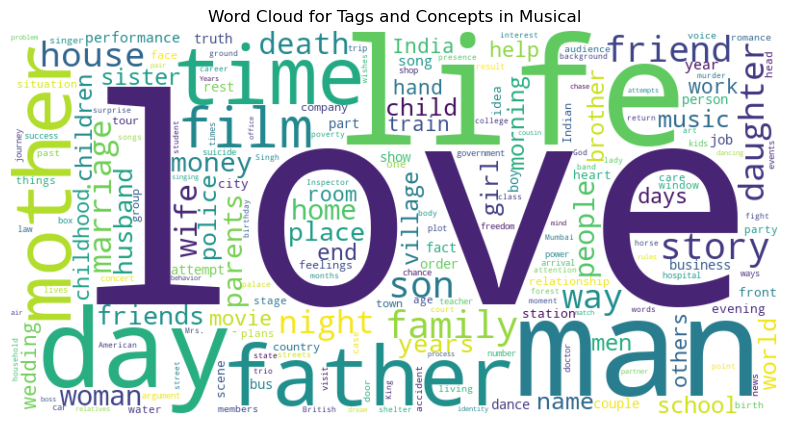 Word Cloud for Tags and Concepts in Musical
problem
singer
performance
truth
India
trip
help
friend
voice
romance
interest
audience
background
house
time
death
life
song
shop
presence
result
year
head
situation
sister
face
pair
ground
career
Years
rest
hand
child
train
idea
college
work
person
murder
chase
attempts
mother
children
surprise
tour
film
company
part
poverty
wishes
morning
Indian
brother
music
job
return
art
kids
journey
success
songs
student
times
office
suicide
Singh
show
one
cousin
God
band
lady
dancing
events
daughter
past
things
marriage
money
city
singing
Inspector
government
boy
heart
care
window
love
box
law
group
childhood
husband
wife
police
room
birthday
body
class
girl
people
days
rules
fight
home
place
village
plot
freedom
mind
Mumbai
horse
party
lives
concert
behavior
attempt
parents
end
feelings
months
fact
chance
order
power
arrival
attention
story
business
hospital
ways
air
palace
son
relationship
forest
moment
way
words
front
friends
stage
town
age
teacher
court
station
match
evening
day
movie
plans
night
family
years
man
men
others
world
household
wedding
American
Mrs.
country
state
streets
father
case
number
process
doctor
partner
point
news
street
scene
bus
trio
visit
door
King
living
accident
boss
woman
argument
car
relatives
water
members
British
dream
shelter
identity
dance
name
couple
school
birth